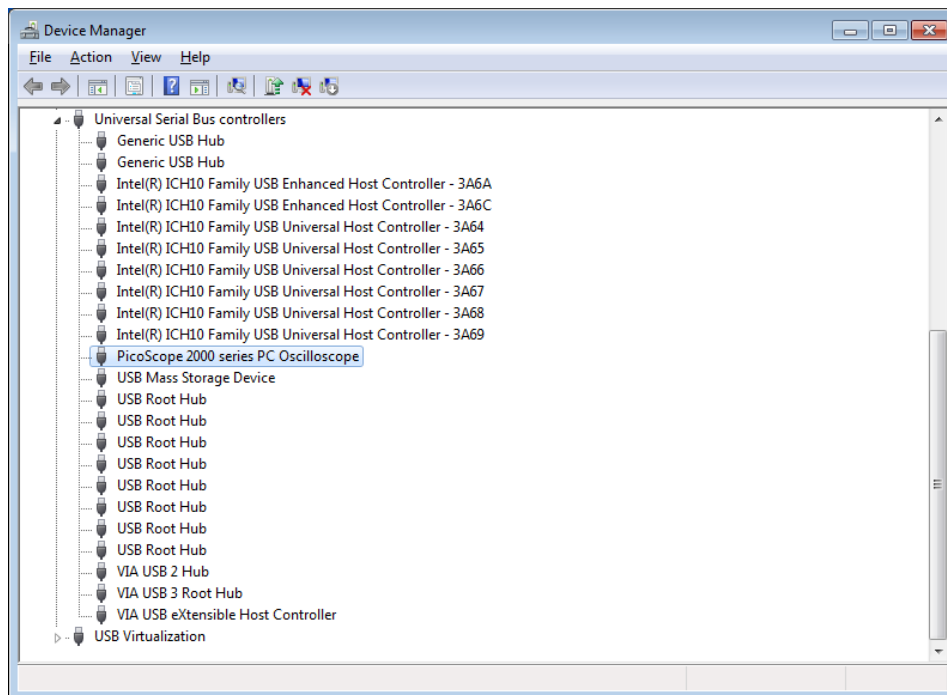 Device Manager
File Action View Help
Universal Serial Bus controllers
Generic USB Hub
Generic USB Hub
Intel(R) ICH10 Family USB Enhanced Host Controller - 3A6A
Intel(R) ICH10 Family USB Enhanced Host Controller - 3A6C
Intel(R) ICH10 Family USB Universal Host Controller - 3A64
Intel(R) ICH10 Family USB Universal Host Controller - 3A65
Intel(R) ICH10 Family USB Universal Host Controller - 3A66
Intel(R) ICH10 Family USB Universal Host Controller - 3A67
Intel(R) ICH10 Family USB Universal Host Controller - 3A68
Intel(R) ICH10 Family USB Universal Host Controller - 3A69
PicoScope 2000 series PC Oscilloscope
USB Mass Storage Device
USB Root Hub
USB Root Hub
USB Root Hub
USB Root Hub
USB Root Hub
USB Root Hub
USB Root Hub
USB Root Hub
VIA USB 2 Hub
VIA USB 3 Root Hub
VIA USB eXtensible Host Controller
USB Virtualization